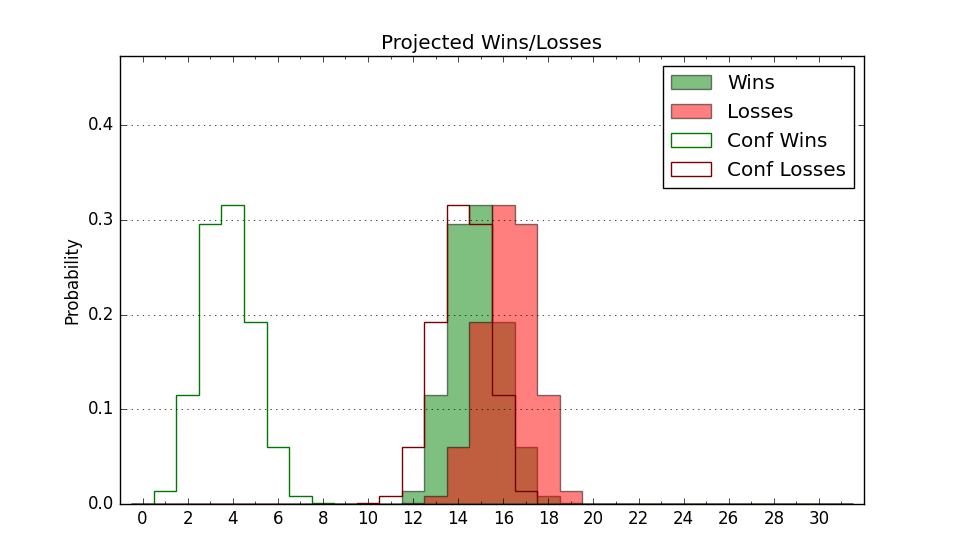 Projected Wins/Losses
Wins
Losses
Conf Wins
Conf Losses
Probability
0.4
0.3
0.2
0.1
0.0
0 2 4 6 8 10 12 14 16 18 20 22 24 26 28 30